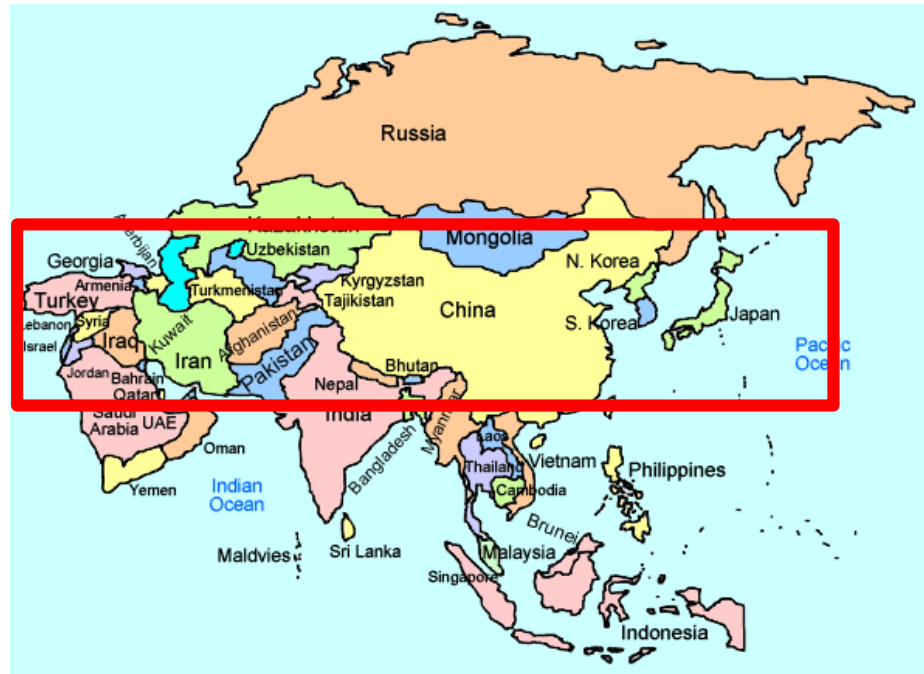 Russia
Kazakhstan
Azerbijan
Uzbekistan
Mongolia
Georgia
N. Korea
Armenia
Kyrgyzstan
Turkmenistan
Turkey
Tajikistan
China
Lebanon
Syria
Kuwait
Afghanistan
S. Korea
Japan
Israel
Iraq
Iran
Pakistan
Pacific
Ocean
Jordan
Bahrain
Bhutan
Nepal
Qatar
Saudi
Arabia
UAE
India
Myanmar
Oman
Bangladesh
Laos
Vietnam
Thailand
Philippines
Yemen
Indian
Ocean
Cambodia
Brunei
Maldvies
Sri Lanka
Malaysia
Singapore
Indonesia